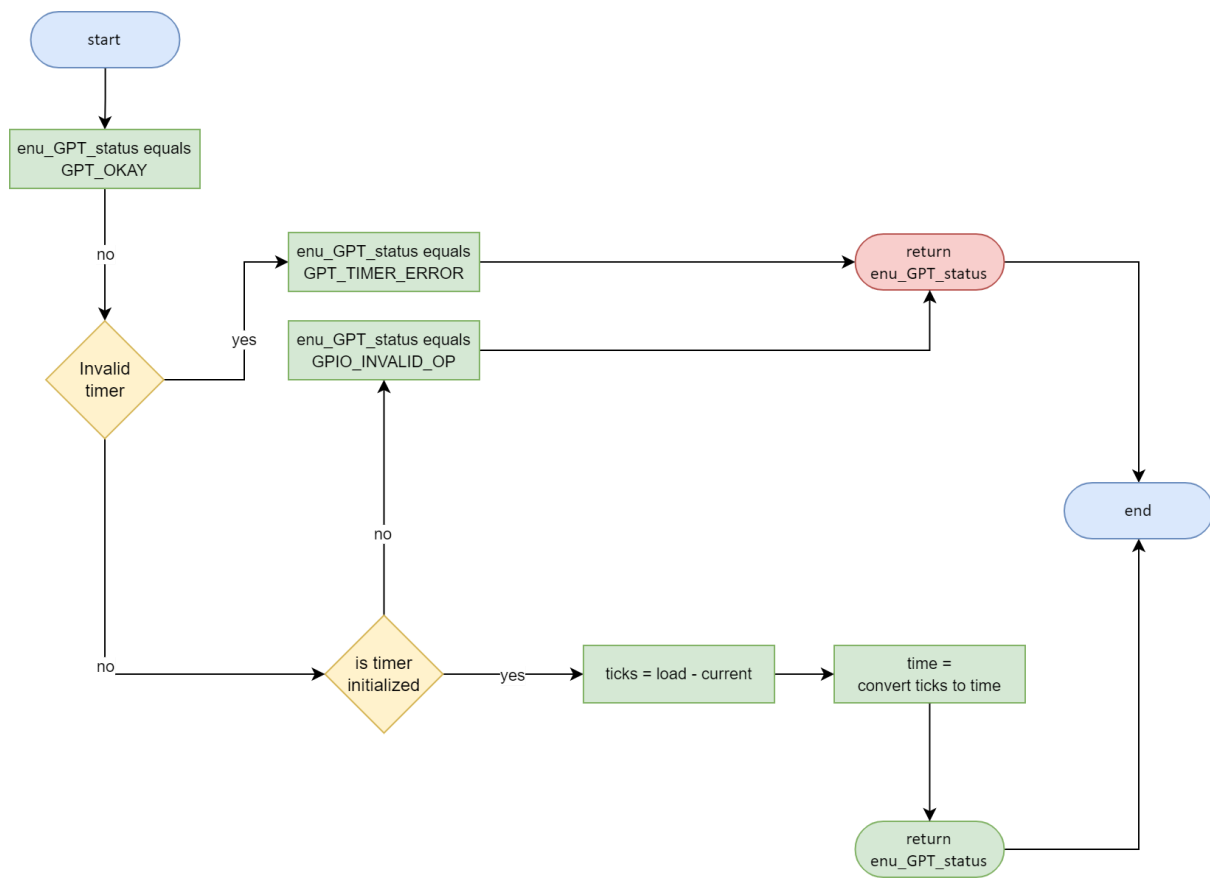 start
enu_GPT_status equals
GPT_OKAY
no
enu_GPT_status equals
GPT_TIMER_ERROR
return
enu_GPT_status
yes
enu_GPT_status equals
GPIO_INVALID_OP
Invalid
timer
end
no
no
is timer
initialized
yes
ticks = load - current
time =
convert ticks to time
return
enu_GPT_status